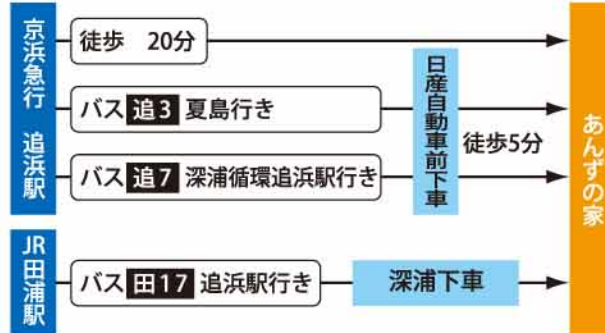 京浜急行 追浜駅
徒歩 20分
バス 追3 夏島行き
バス 追7 深浦循環追浜駅行き
日産自動車前下車
徒歩5分
JR田浦駅
バス 田17 追浜駅行き
深浦下車
あんずの家